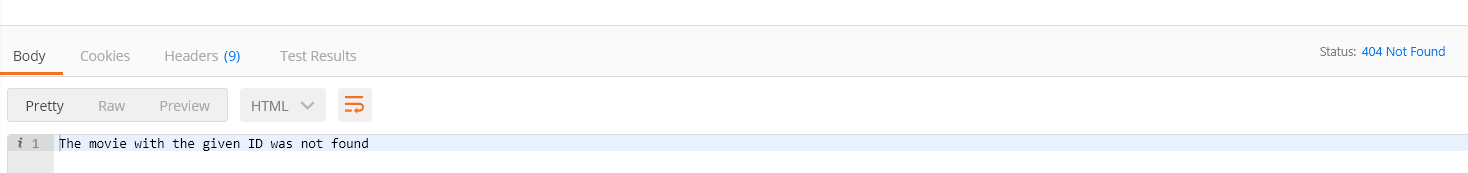 Body Cookies Headers (9) Test Results Status: 404 Not Found
Pretty Raw Preview HTML
i 1 The movie with the given ID was not found